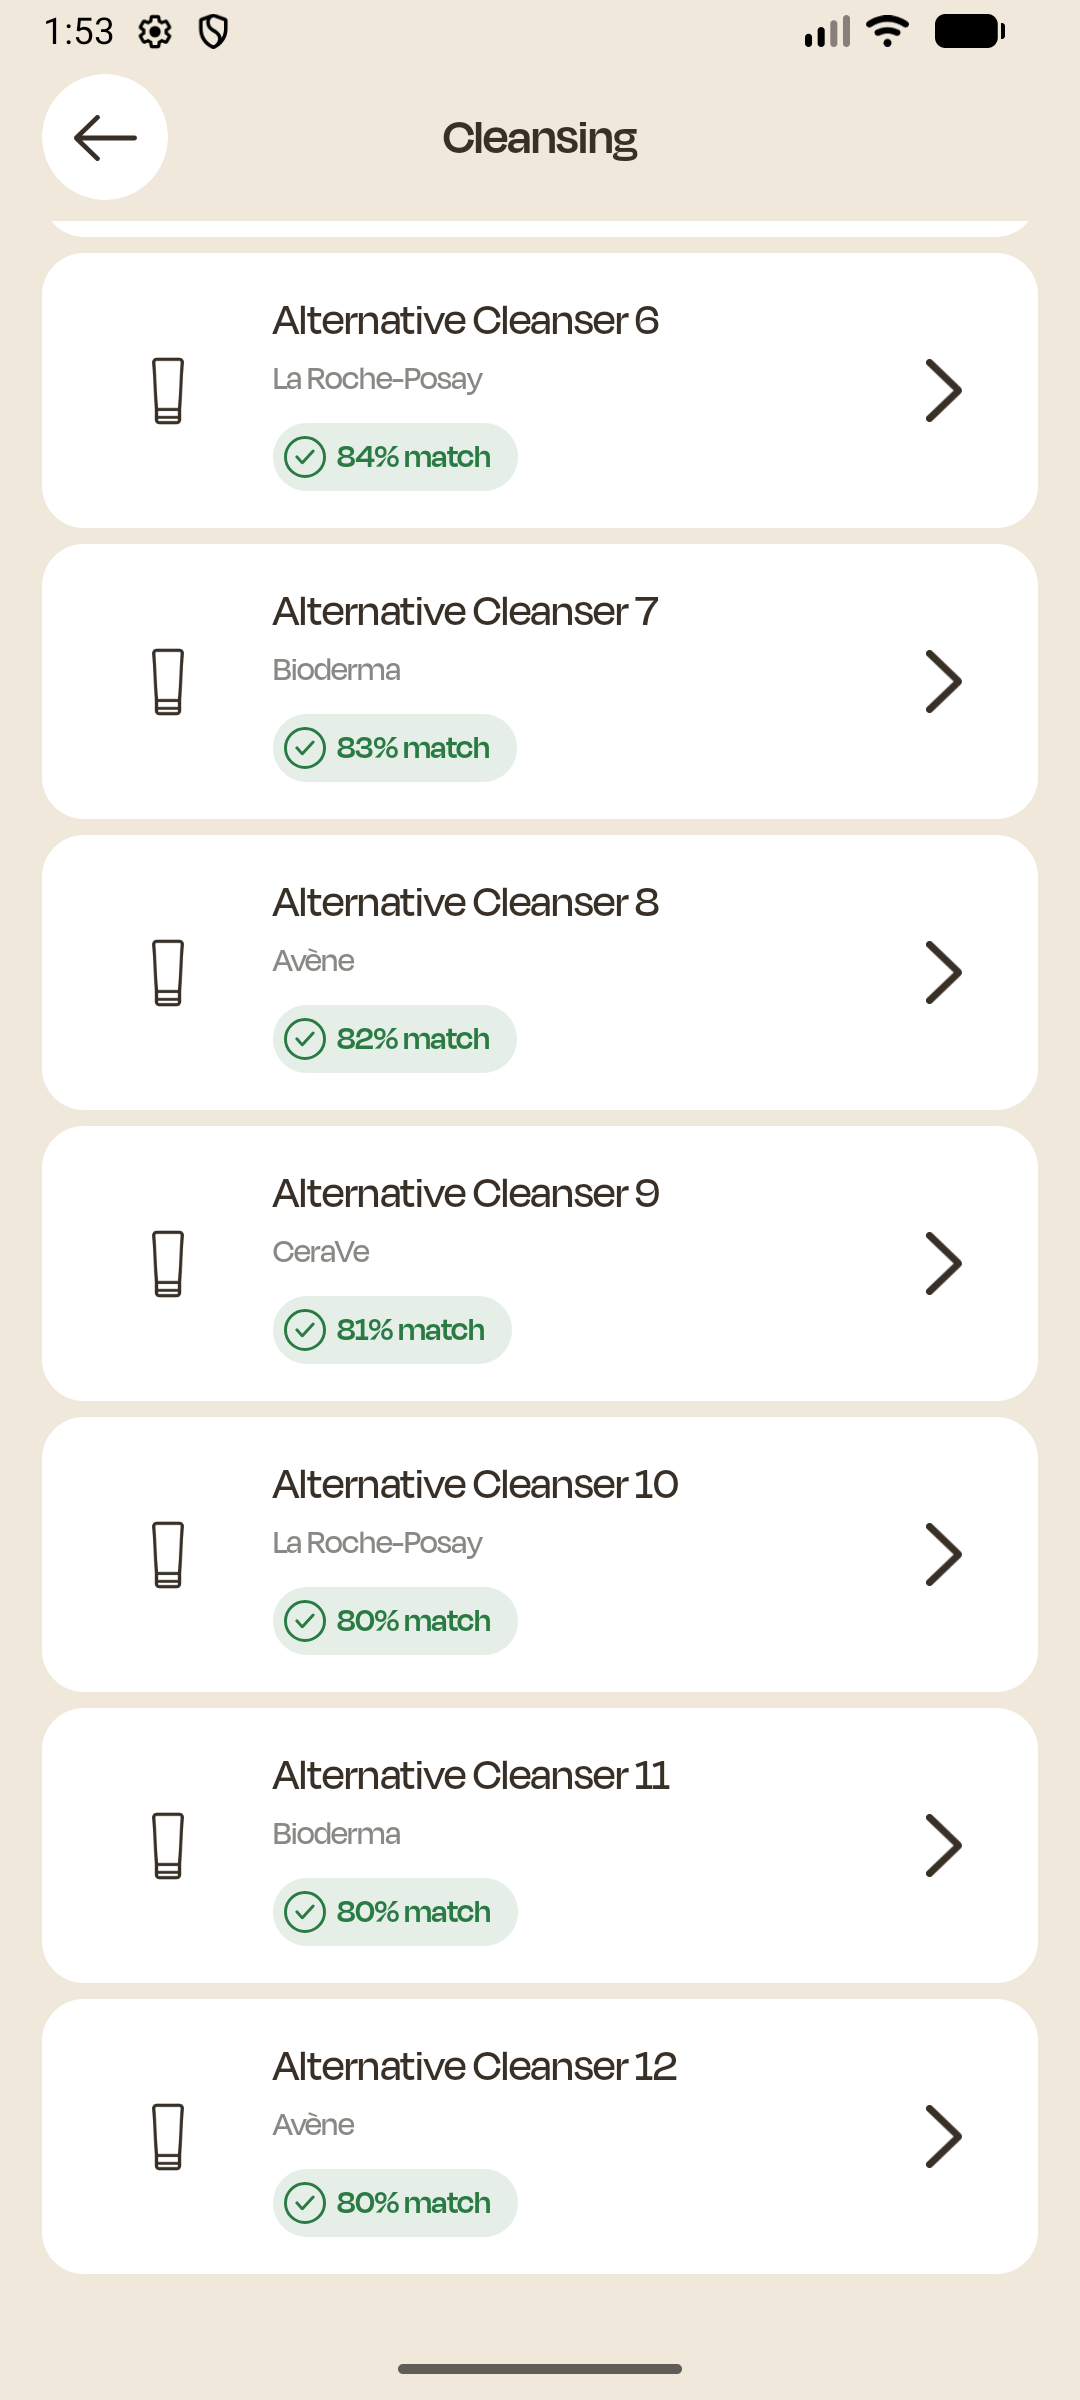 1:53
Cleansing
Alternative Cleanser 6
La Roche-Posay
84% match
Alternative Cleanser 7
Bioderma
83% match
Alternative Cleanser 8
Avène
82% match
Alternative Cleanser 9
CeraVe
81% match
Alternative Cleanser 10
La Roche-Posay
80% match
Alternative Cleanser 11
Bioderma
80% match
Alternative Cleanser 12
Avène
80% match